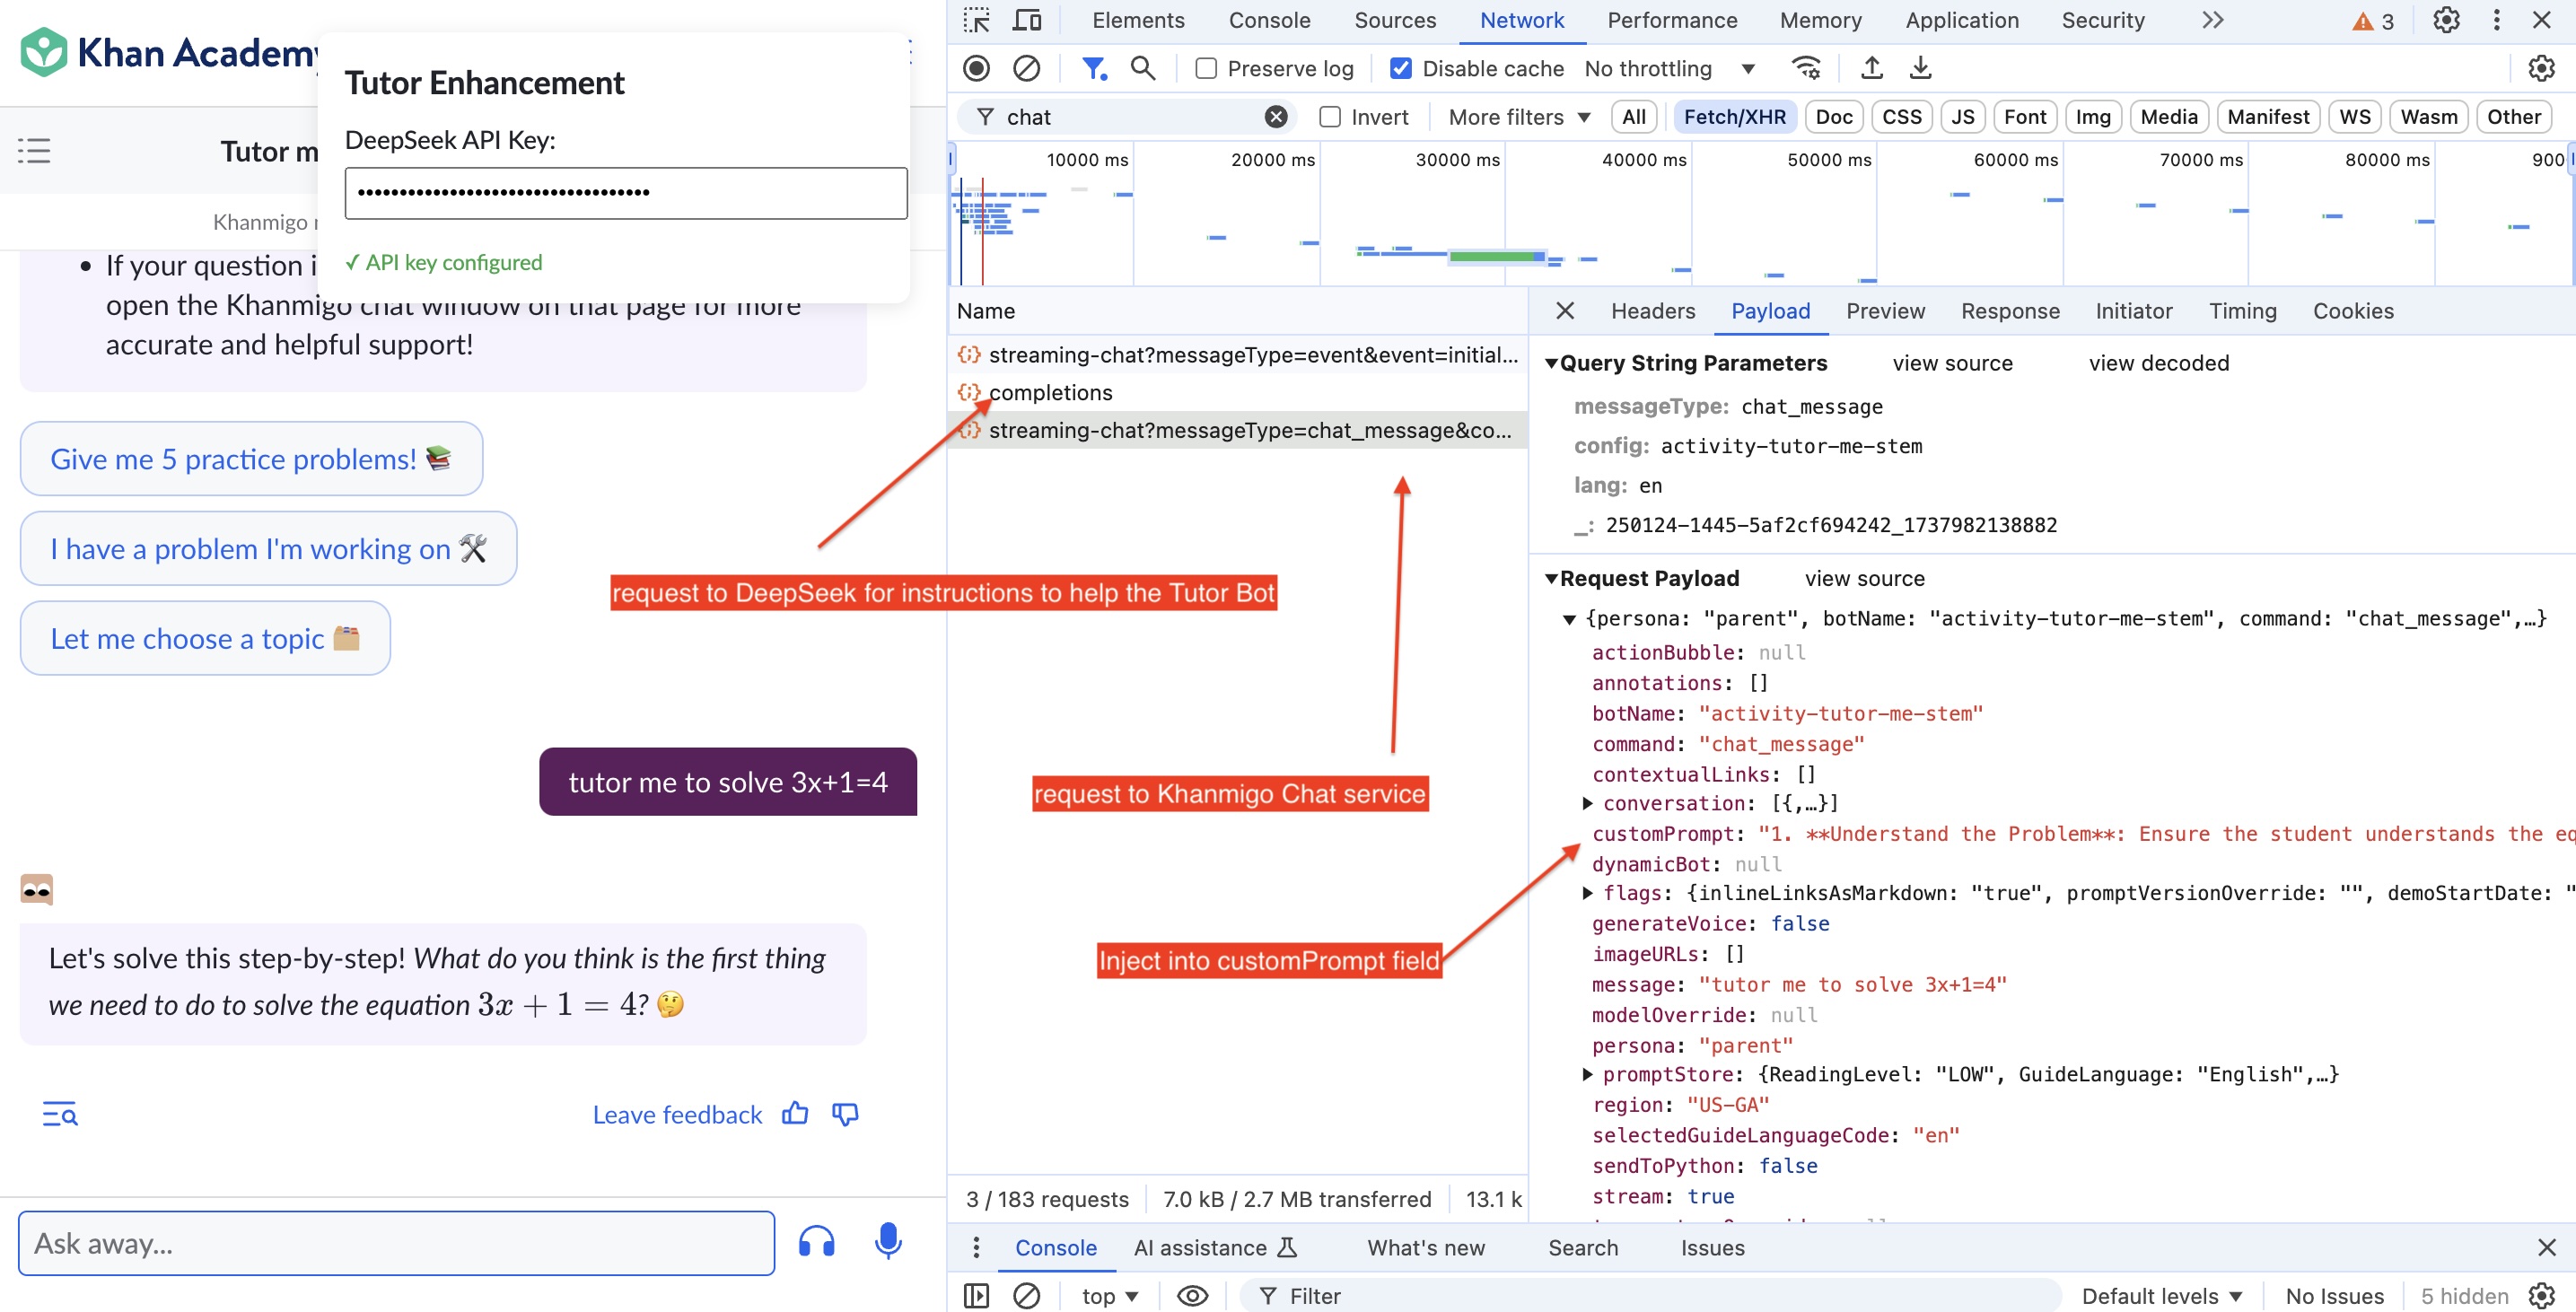 Khan Academy
Tutor m
Khanmigo
Tutor Enhancement
DeepSeek API Key:
••••••••••••••••••••••••••••••••••
✓ API key configured
• If your question i
open the Khanmigo chat window on that page for more
accurate and helpful support!
Give me 5 practice problems! 📚
I have a problem I'm working on 🛠️
Let me choose a topic 🗂️
tutor me to solve 3x+1=4
Let's solve this step-by-step! What do you think is the first thing
we need to do to solve the equation 3x + 1 = 4? 🤔
Leave feedback
Ask away...
Elements Console Sources Network Performance Memory Application Security 3
Preserve log Disable cache No throttling
chat Invert More filters All Fetch/XHR Doc CSS JS Font Img Media Manifest WS Wasm Other
10000 ms 20000 ms 30000 ms 40000 ms 50000 ms 60000 ms 70000 ms 80000 ms 900
Name
streaming-chat?messageType=event&event=initial...
completions
streaming-chat?messageType=chat_message&co...
request to DeepSeek for instructions to help the Tutor Bot
request to Khanmigo Chat service
Inject into customPrompt field
3 / 183 requests 7.0 kB / 2.7 MB transferred 13.1 k
Headers Payload Preview Response Initiator Timing Cookies
Query String Parameters view source view decoded
messageType: chat_message
config: activity-tutor-me-stem
lang: en
_: 250124-1445-5af2cf694242_1737982138882
Request Payload view source
{persona: "parent", botName: "activity-tutor-me-stem", command: "chat_message",…}
actionBubble: null
annotations: []
botName: "activity-tutor-me-stem"
command: "chat_message"
contextualLinks: []
conversation: [{,…}]
customPrompt: "1. **Understand the Problem**: Ensure the student understands the eq
dynamicBot: null
flags: {inlineLinksAsMarkdown: "true", promptVersionOverride: "", demoStartDate: "
generateVoice: false
imageURLs: []
message: "tutor me to solve 3x+1=4"
modelOverride: null
persona: "parent"
promptStore: {ReadingLevel: "LOW", GuideLanguage: "English",…}
region: "US-GA"
selectedGuideLanguageCode: "en"
sendToPython: false
stream: true
Console AI assistance What's new Search Issues
top Filter Default levels No Issues 5 hidden